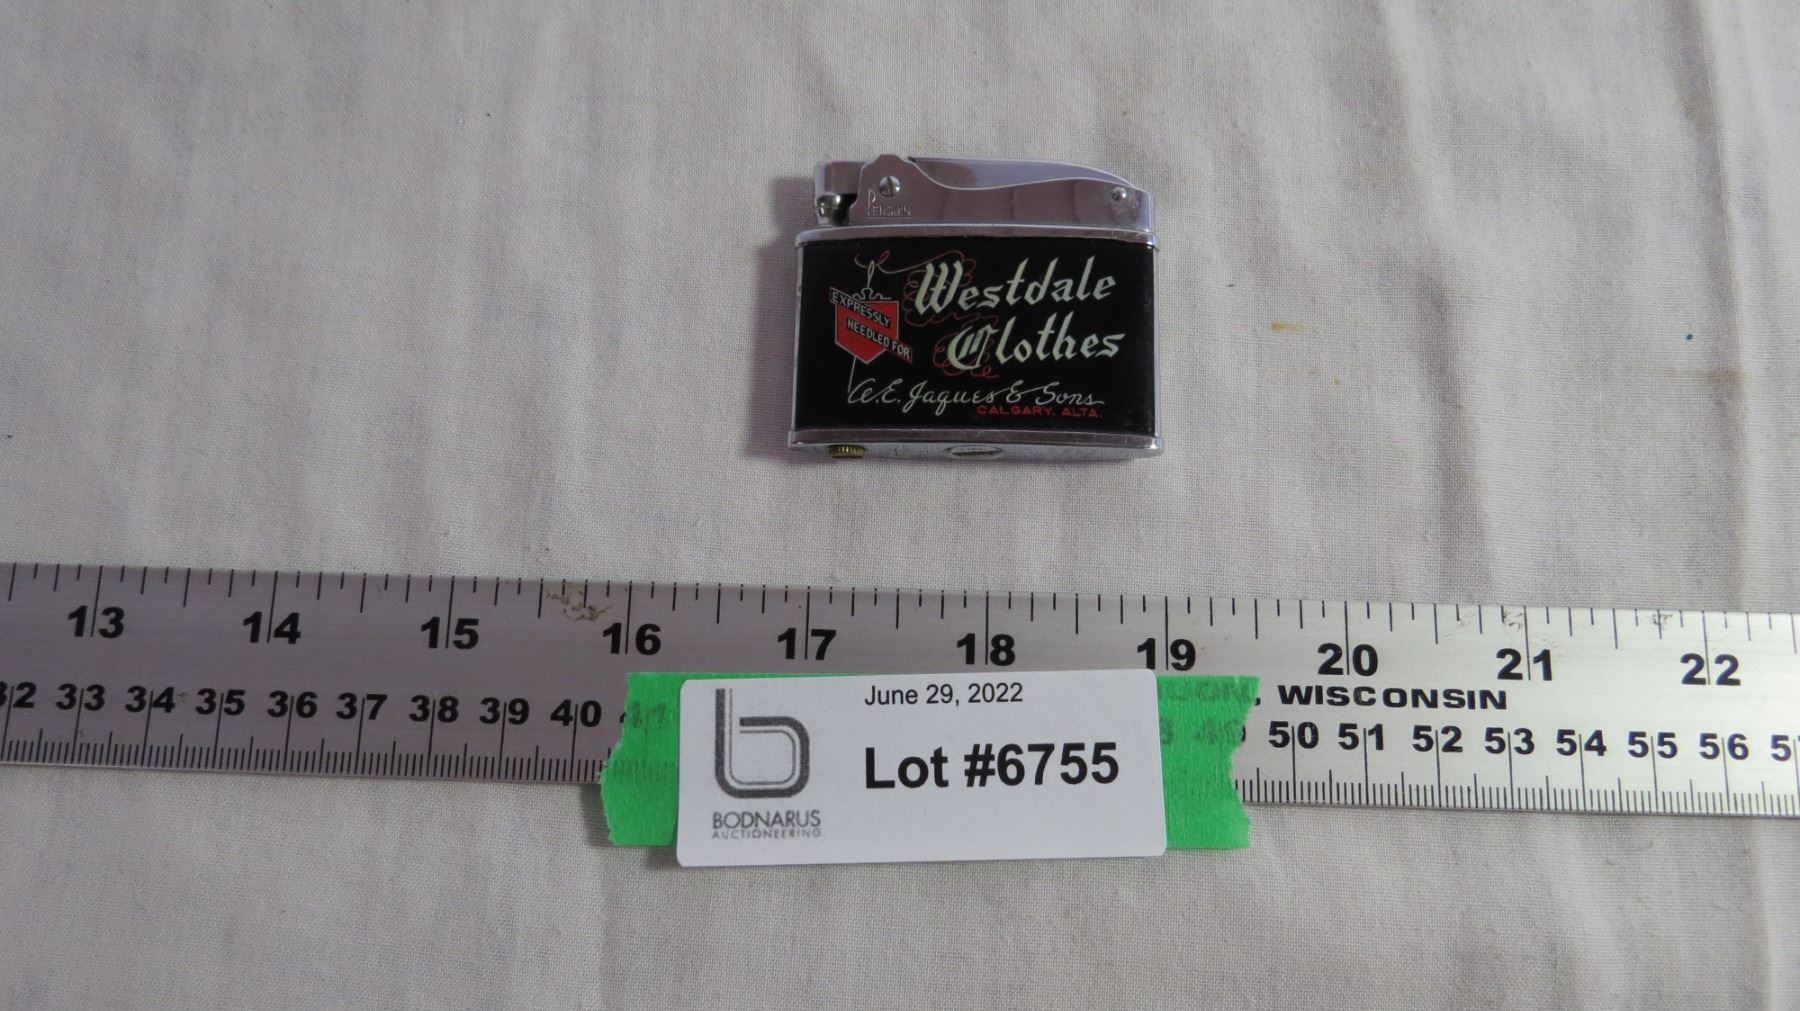 PENGUIN
EXPRESSLY
NEEDLED FOR
Westdale
Clothes
A.E. Jaques & Sons
CALGARY, ALTA.
13 14 15 16 17 18 19 20 21 22
WISCONSIN
32 33 34 35 36 37 38 39 40 41 49 50 51 52 53 54 55 56
June 29, 2022
Lot #6755
b
BODNARUS
AUCTIONEERING